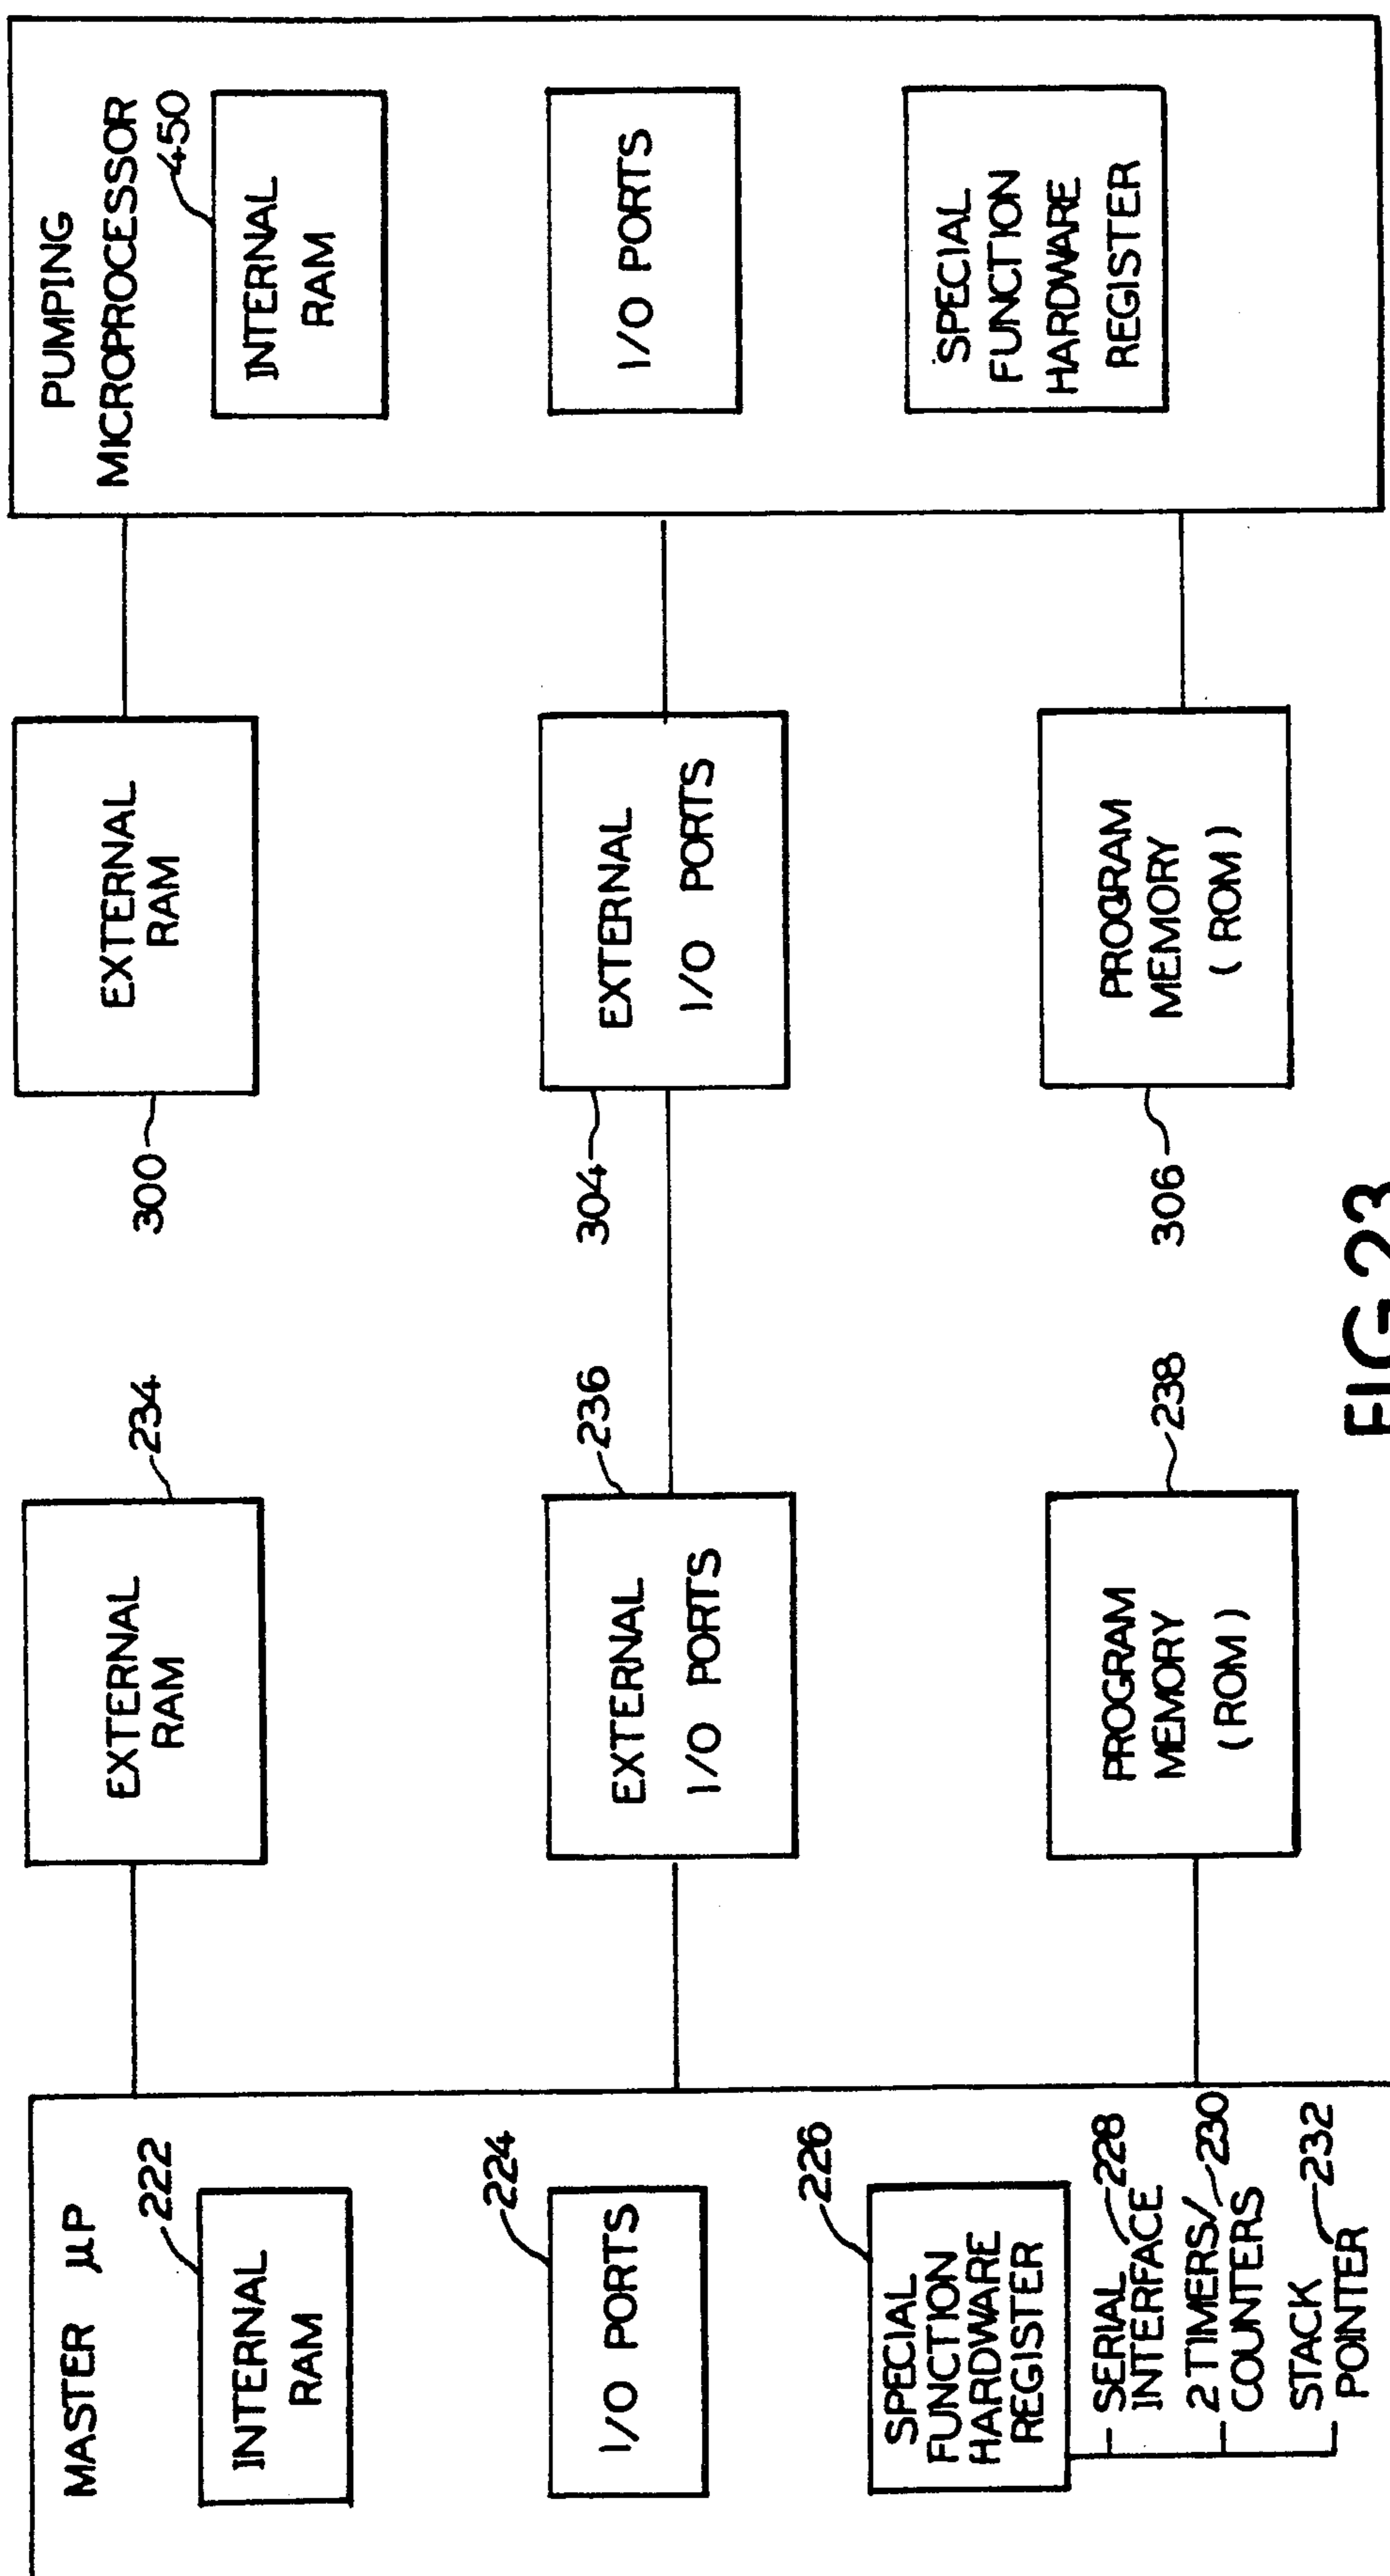 MASTER μP
222
INTERNAL
RAM
224
I/O PORTS
226
SPECIAL
FUNCTION
HARDWARE
REGISTER
SERIAL 228
INTERFACE
2 TIMERS/ 230
COUNTERS
STACK 232
POINTER
234
EXTERNAL
RAM
236
EXTERNAL
I/O PORTS
238
PROGRAM
MEMORY
(ROM)
300
EXTERNAL
RAM
304
EXTERNAL
I/O PORTS
306
PROGRAM
MEMORY
(ROM)
PUMPING
MICROPROCESSOR
450
INTERNAL
RAM
I/O PORTS
SPECIAL
FUNCTION
HARDWARE
REGISTER
FIG. 23